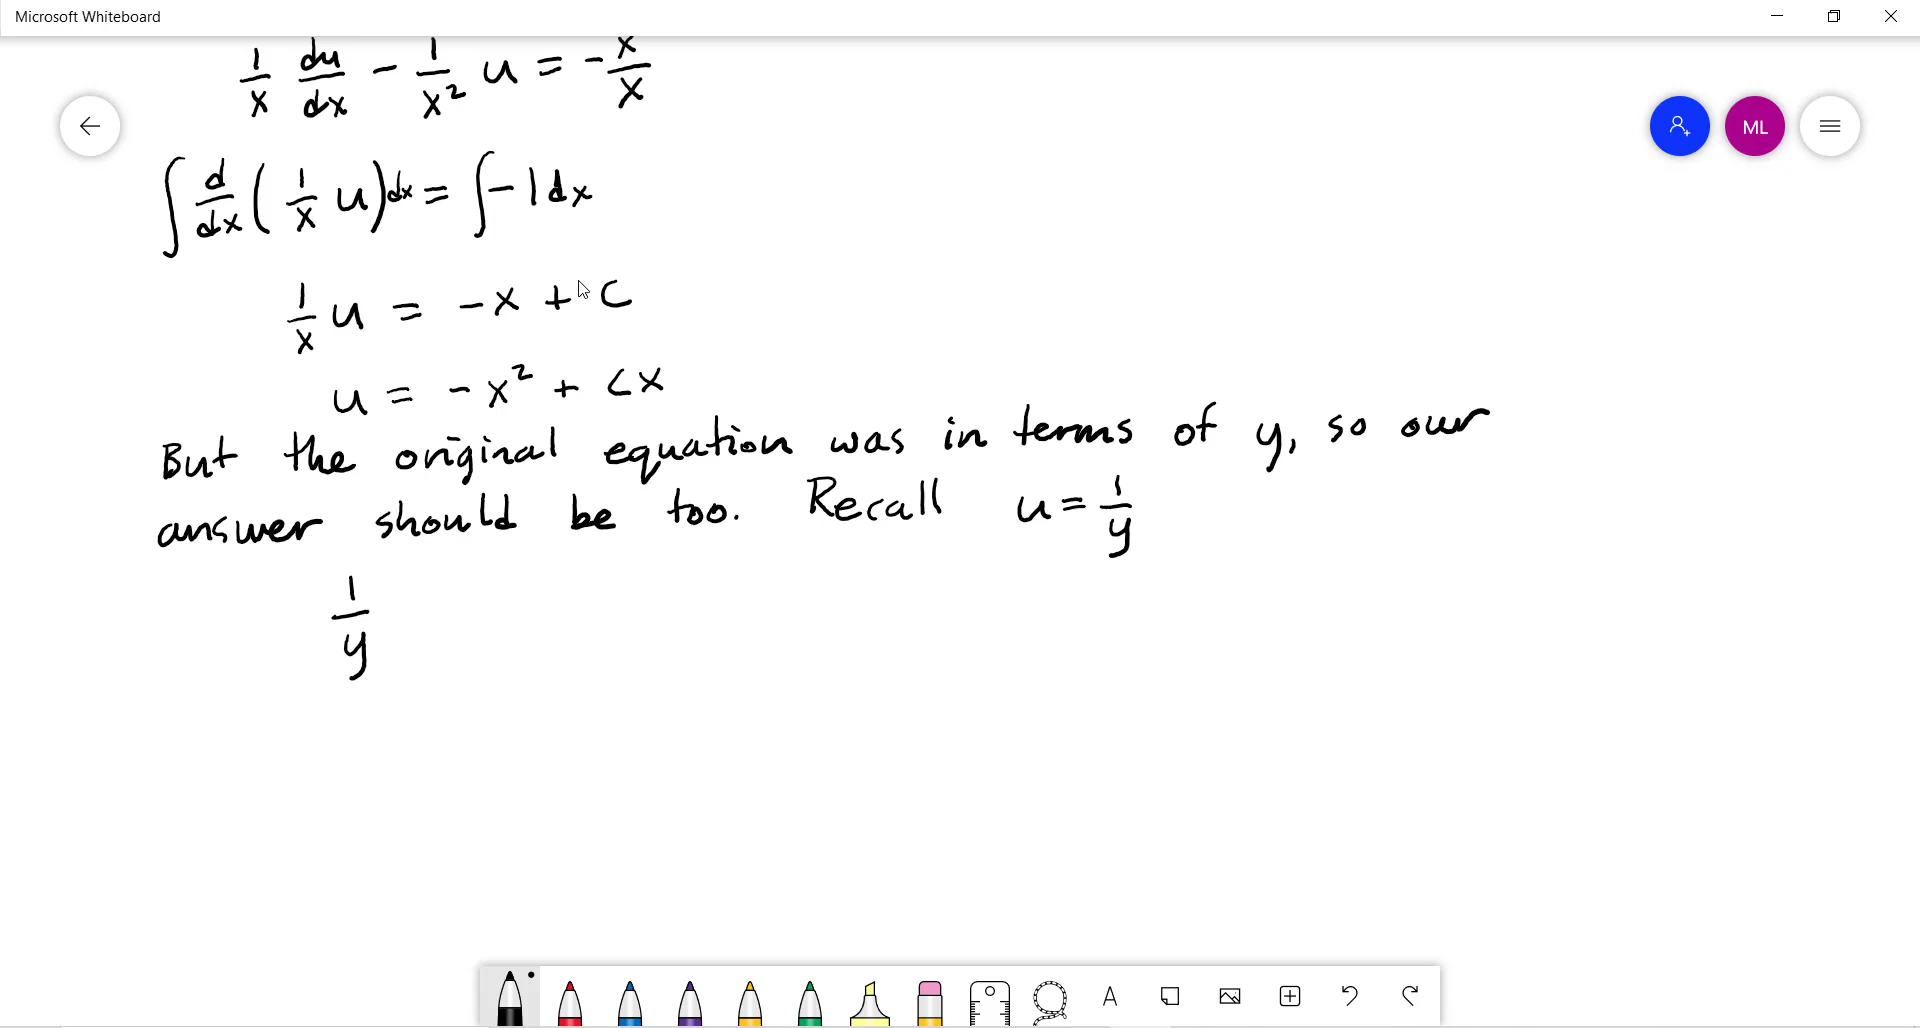 Microsoft Whiteboard
1/x du/dx - 1/x² u = - x/x
ML
∫ d/dx ( 1/x u ) dx = ∫ - 1 dx
1/x u = - x + C
u = - x² + Cx
But the original equation was in terms of y, so our
answer should be too. Recall u = 1/y
1/y
A